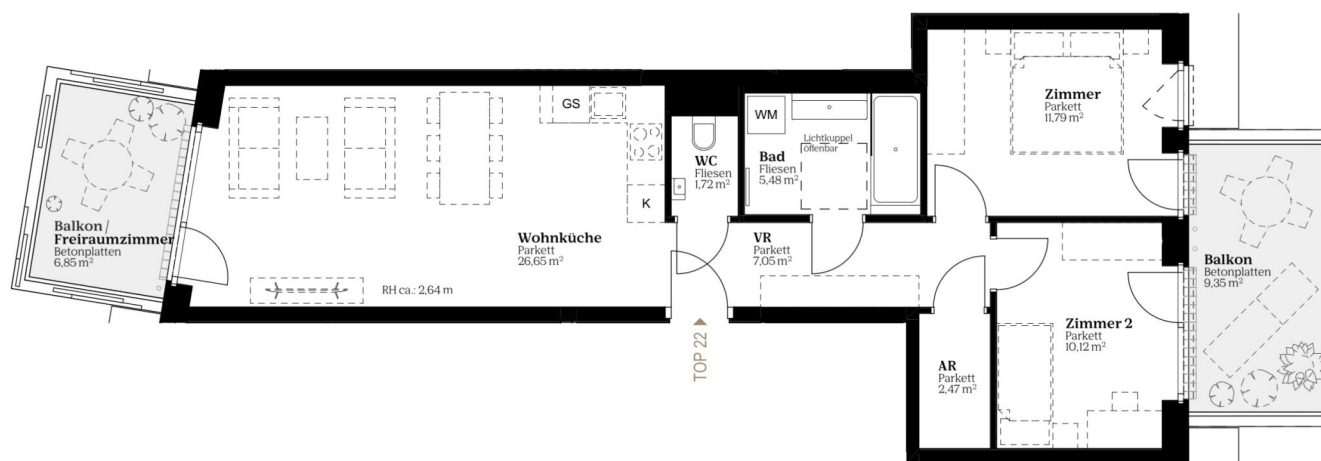 Balkon /
Freiraumzimmer
Betonplatten
6,85 m²
Wohnküche
Parkett
26,65 m²
RH ca.: 2,64 m
GS
K
WC
Fliesen
1,72 m²
WM
Bad
Fliesen
5,48 m²
Lichtkuppel
öffenbar
VR
Parkett
7,05 m²
TOP 22
Zimmer
Parkett
11,79 m²
Zimmer 2
Parkett
10,12 m²
AR
Parkett
2,47 m²
Balkon
Betonplatten
9,35 m²